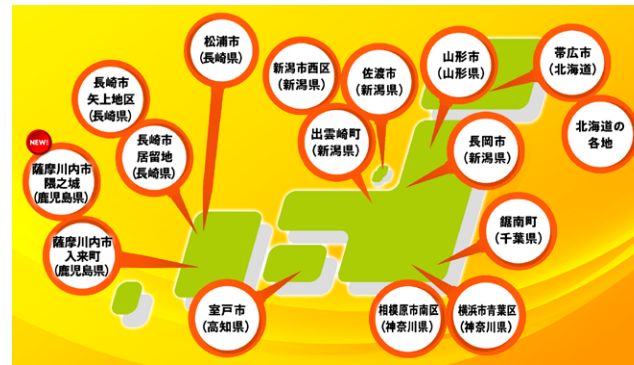 松浦市
(長崎県)
長崎市
矢上地区
(長崎県)
NEW!
薩摩川内市
隈之城
(鹿児島県)
長崎市
居留地
(長崎県)
薩摩川内市
入来町
(鹿児島県)
新潟市西区
(新潟県)
佐渡市
(新潟県)
出雲崎町
(新潟県)
山形市
(山形県)
帯広市
(北海道)
北海道の
各地
長岡市
(新潟県)
鋸南町
(千葉県)
室戸市
(高知県)
相模原市南区
(神奈川県)
横浜市青葉区
(神奈川県)